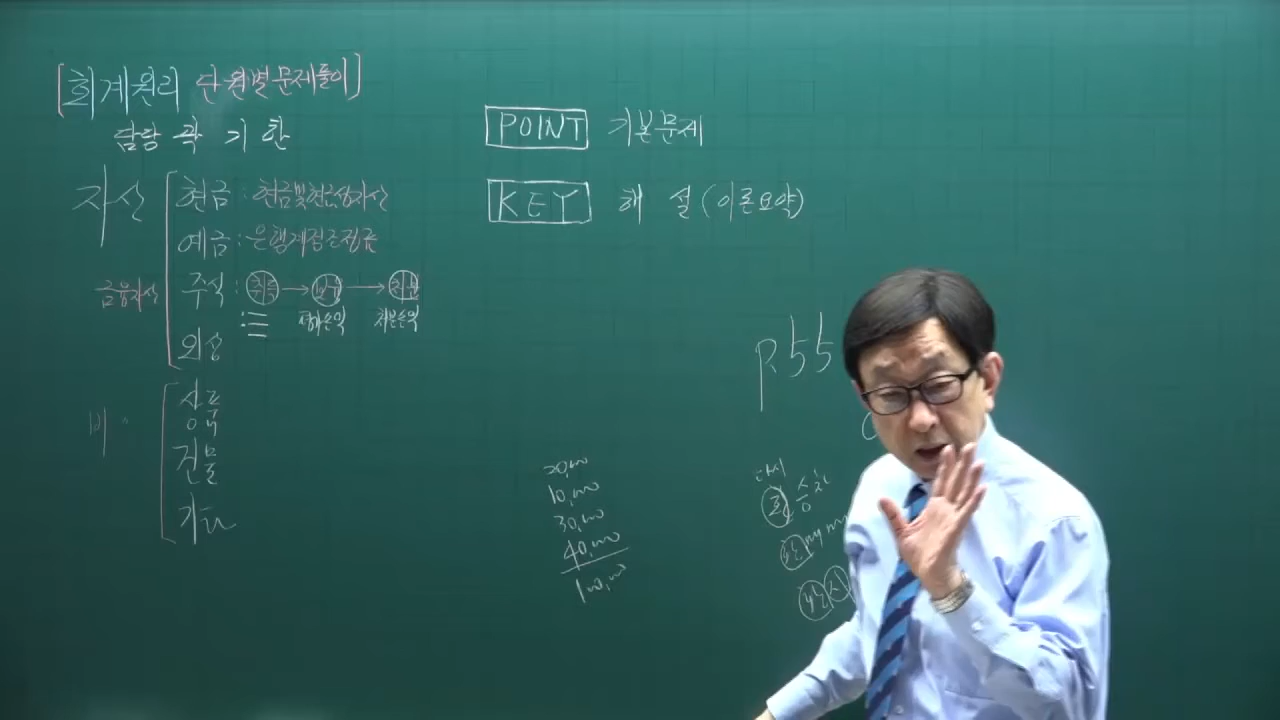 [회계원리 단원별문제풀이]
담당 곽기한
POINT 기본문제
KEY 해설(이론요약)
자산
현금 : 현금및현금성자산
예금 : 은행계정조정표
금융자산
주식 : 취득 → 보유 → 처분
평가손익 처분손익
외상
비.
상품
건물
기타
P.55
20,000
10,000
30,000
40,000
100,000